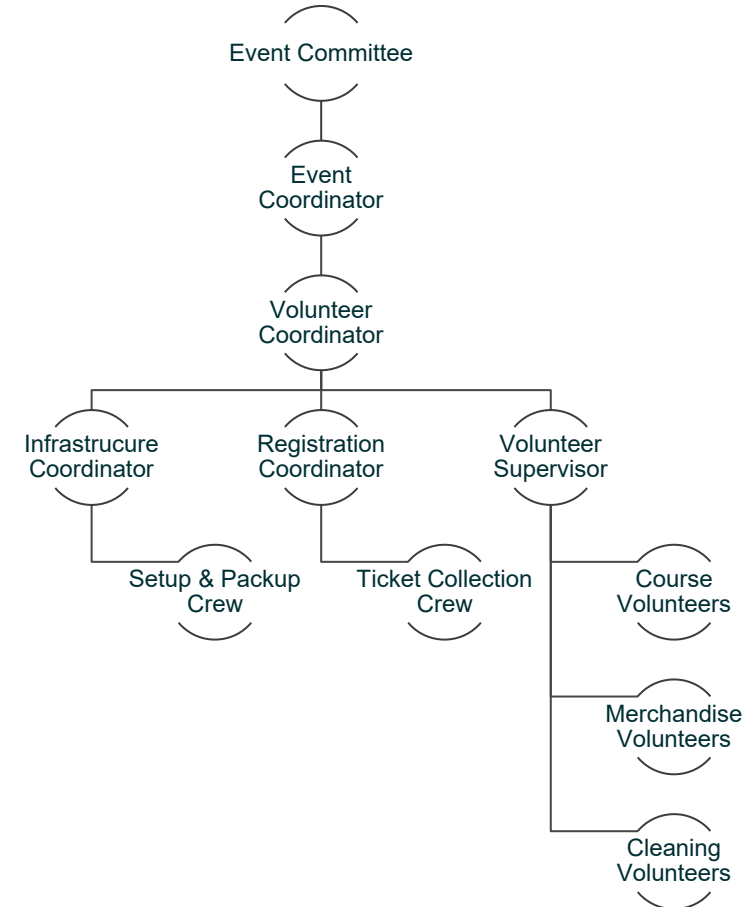 Event Committee
Event
Coordinator
Volunteer
Coordinator
Infrastrucure
Coordinator
Registration
Coordinator
Volunteer
Supervisor
Setup & Packup
Crew
Ticket Collection
Crew
Course
Volunteers
Merchandise
Volunteers
Cleaning
Volunteers